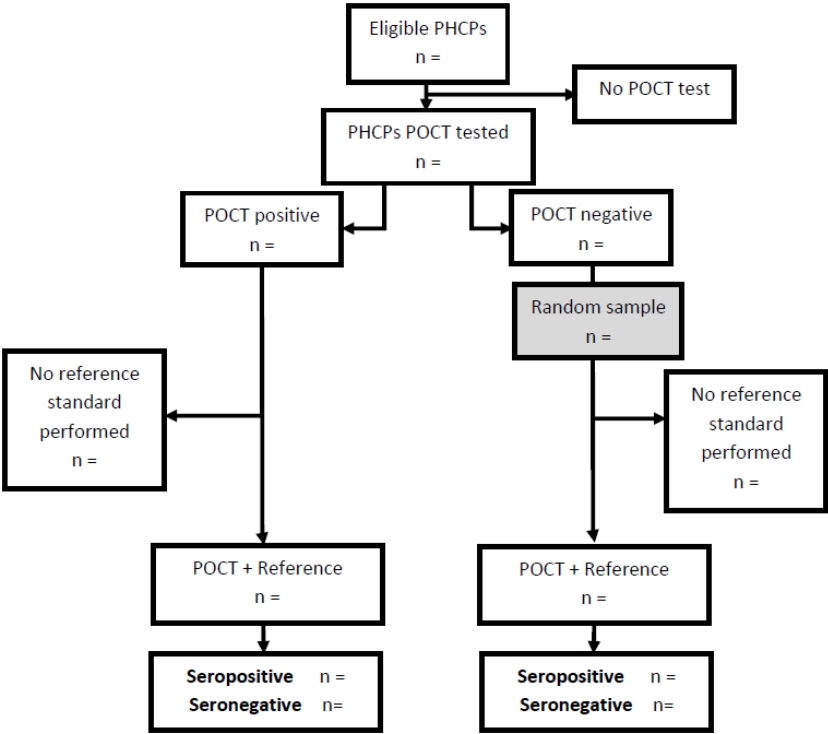 Eligible PHCPs
n =
No POCT test
PHCPs POCT tested
n =
POCT positive
n =
POCT negative
n =
Random sample
n =
No reference
standard
performed
n =
No reference
standard
performed
n =
POCT + Reference
n =
POCT + Reference
n =
Seropositive n =
Seronegative n=
Seropositive n =
Seronegative n=